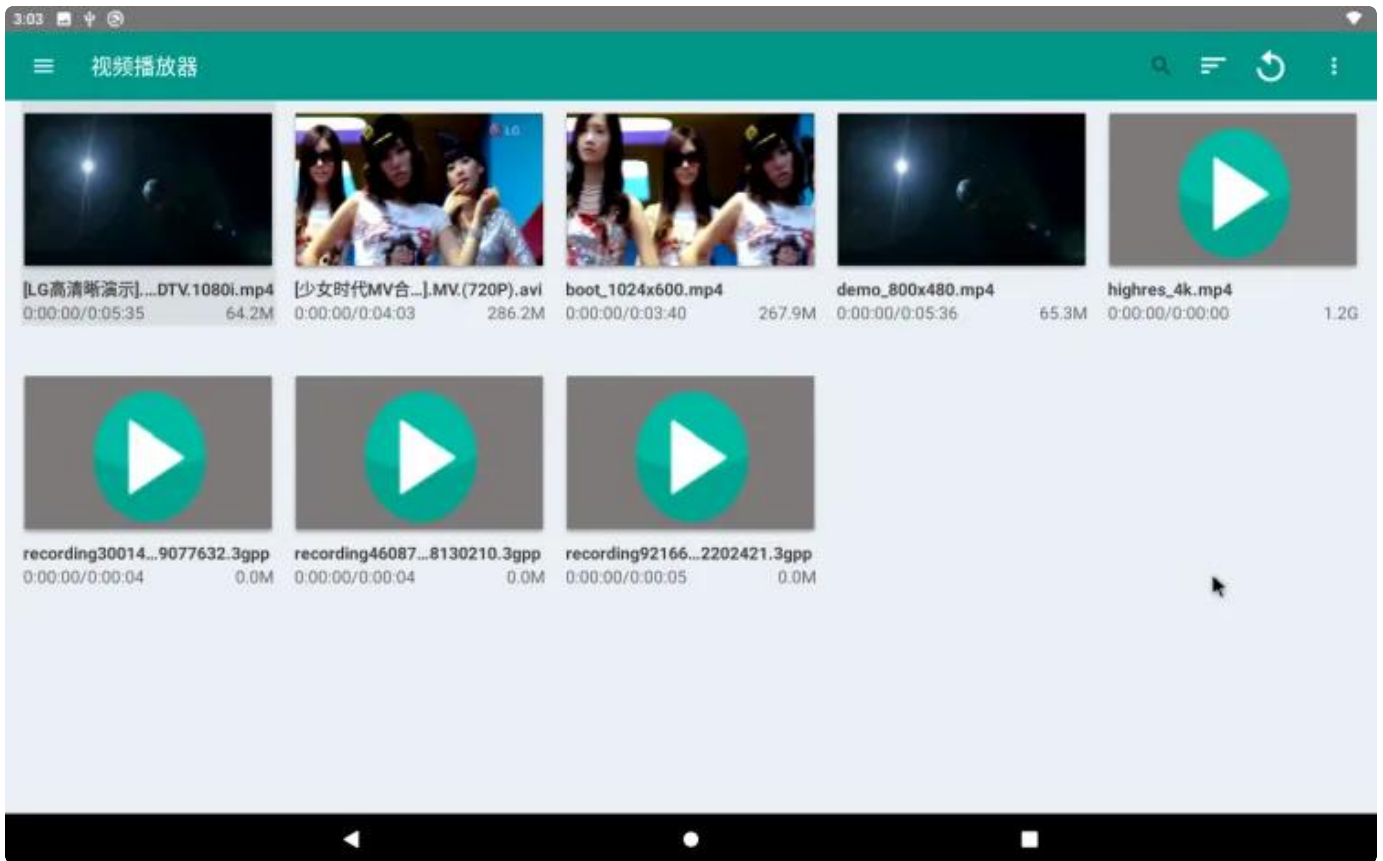 3:03
视频播放器
LG
[LG高清晰演示]....DTV.1080i.mp4
0:00:00/0:05:35 64.2M
[少女时代MV合...].MV.(720P).avi
0:00:00/0:04:03 286.2M
boot_1024x600.mp4
0:00:00/0:03:40 267.9M
demo_800x480.mp4
0:00:00/0:05:36 65.3M
highres_4k.mp4
0:00:00/0:00:00 1.2G
recording30014...9077632.3gpp
0:00:00/0:00:04 0.0M
recording46087...8130210.3gpp
0:00:00/0:00:04 0.0M
recording92166...2202421.3gpp
0:00:00/0:00:05 0.0M